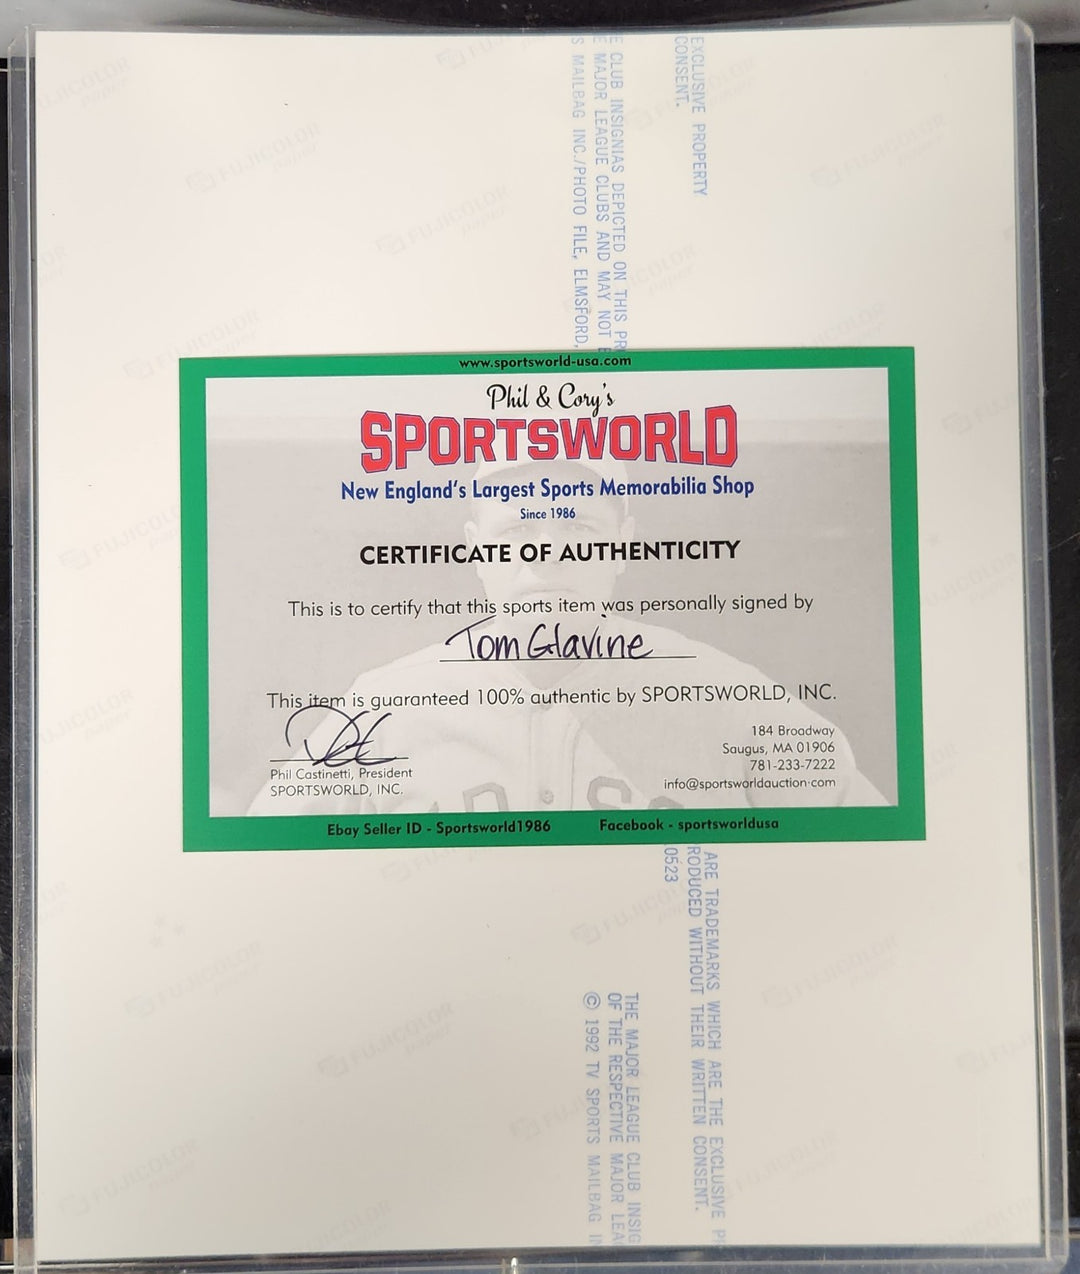 EXCLUSIVE PROPERTY
CONSENT.
E CLUB INSIGNIAS DEPICTED ON THIS PR
E MAJOR LEAGUE CLUBS AND MAY NOT
S MAILBAG INC./PHOTO FILE, ELMSFORD,
FUJICOLOR
paper
www.sportsworld-usa.com
Phil & Cory's
SPORTSWORLD
New England's Largest Sports Memorabilia Shop
Since 1986
CERTIFICATE OF AUTHENTICITY
This is to certify that this sports item was personally signed by
Tom Glavine
This item is guaranteed 100% authentic by SPORTSWORLD, INC.
Phil Castinetti, President
SPORTSWORLD, INC.
184 Broadway
Saugus, MA 01906
781-233-7222
info@sportsworldauction.com
Ebay Seller ID - Sportsworld1986
Facebook - sportsworldusa
ARE TRADEMARKS WHICH ARE THE EXCLUSIVE PR
RODUCED WITHOUT THEIR WRITTEN CONSENT.
0523
THE MAJOR LEAGUE CLUB INSIG
OF THE RESPECTIVE MAJOR LEA
© 1992 TV SPORTS MAILBAG IN